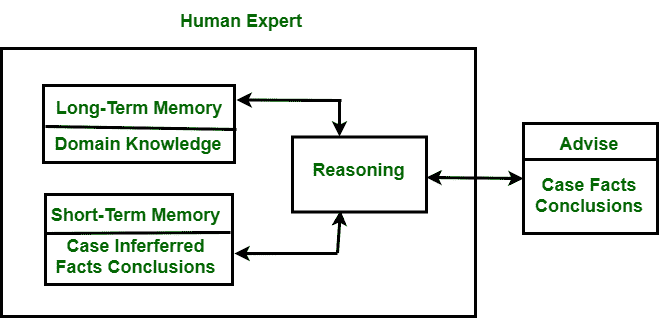 Human Expert
Long-Term Memory
Domain Knowledge
Short-Term Memory
Case Inferferred
Facts Conclusions
Reasoning
Advise
Case Facts
Conclusions